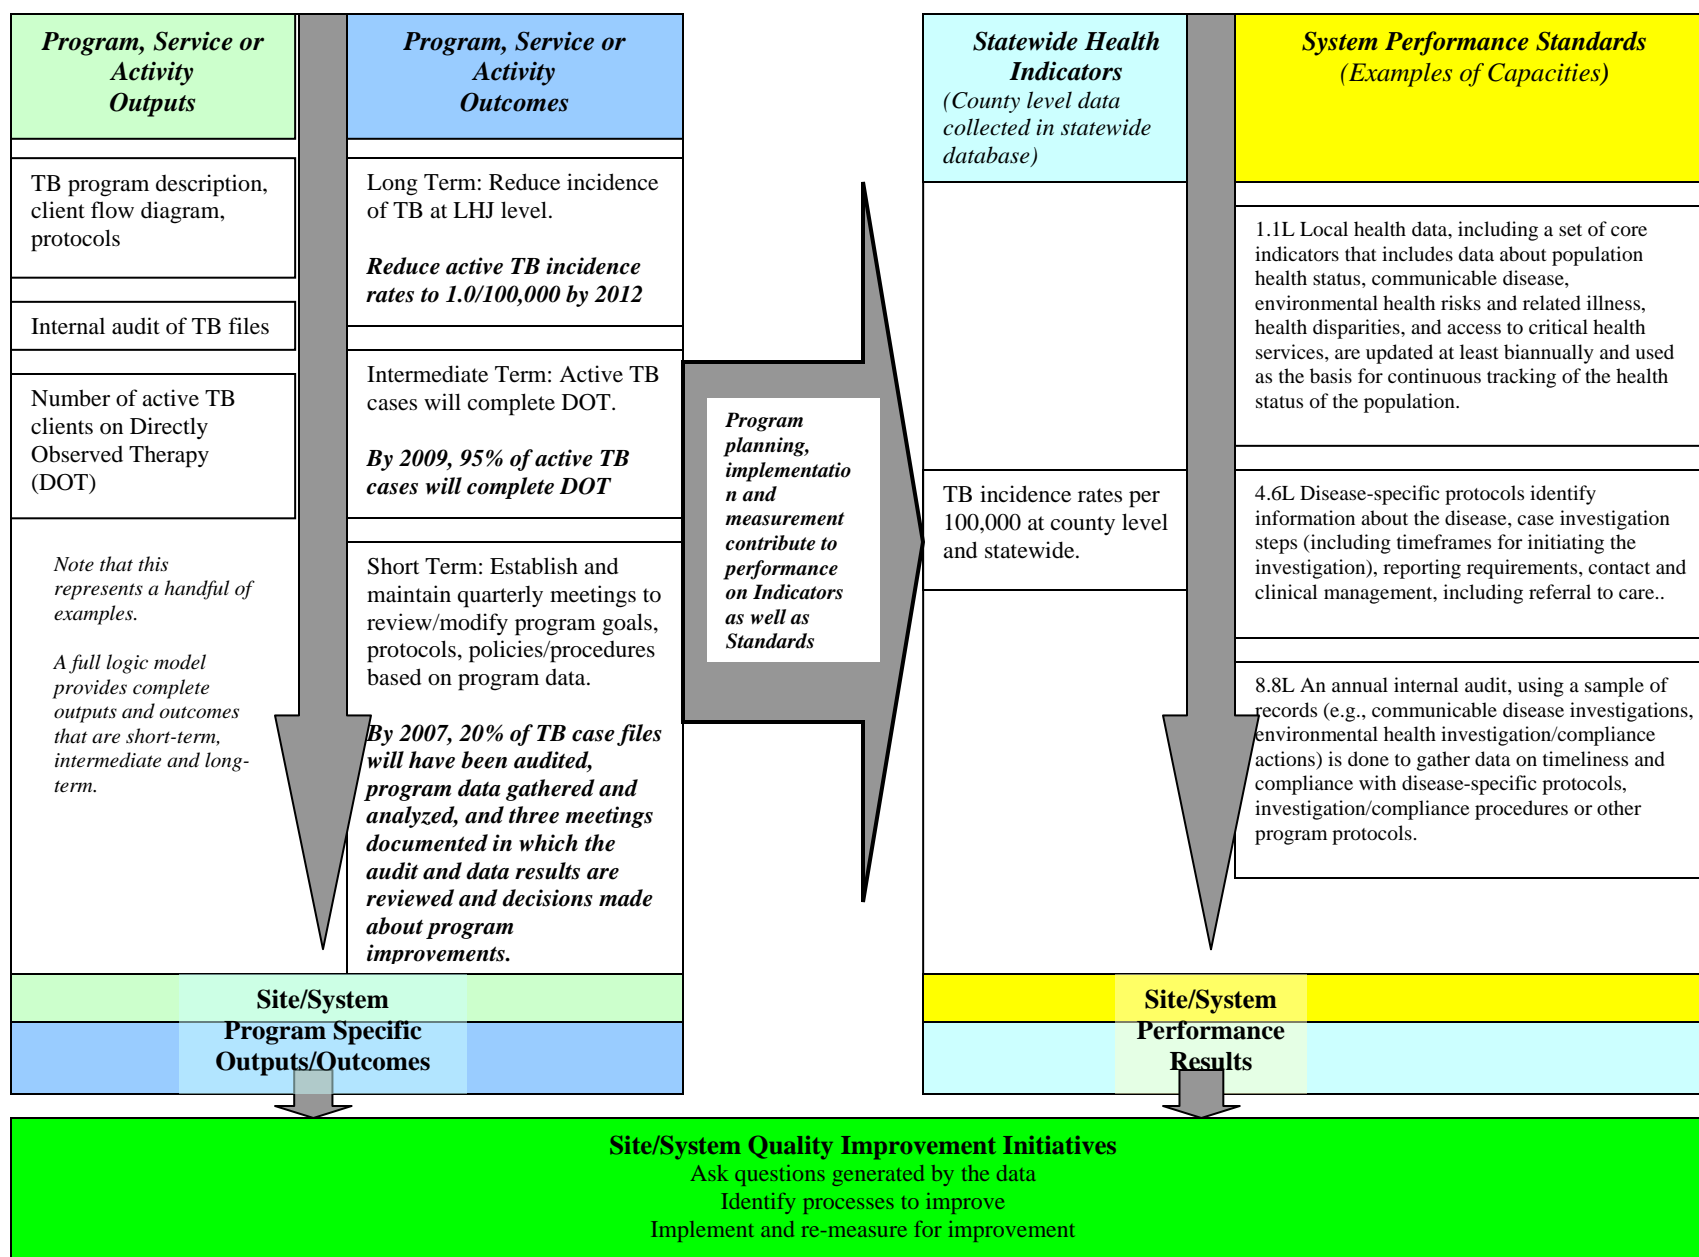 Program, Service or
Activity
Outputs
TB program description,
client flow diagram,
protocols
Internal audit of TB files
Number of active TB
clients on Directly
Observed Therapy
(DOT)
Note that this
represents a handful of
examples.
A full logic model
provides complete
outputs and outcomes
that are short-term,
intermediate and long-
term.
Program, Service or
Activity
Outcomes
Long Term: Reduce incidence
of TB at LHJ level.
Reduce active TB incidence
rates to 1.0/100,000 by 2012
Intermediate Term: Active TB
cases will complete DOT.
By 2009, 95% of active TB
cases will complete DOT
Short Term: Establish and
maintain quarterly meetings to
review/modify program goals,
protocols, policies/procedures
based on program data.
By 2007, 20% of TB case files
will have been audited,
program data gathered and
analyzed, and three meetings
documented in which the
audit and data results are
reviewed and decisions made
about program
improvements.
Site/System
Program Specific
Outputs/Outcomes
Program
planning,
implementatio
n and
measurement
contribute to
performance
on Indicators
as well as
Standards
Statewide Health
Indicators
(County level data
collected in statewide
database)
TB incidence rates per
100,000 at county level
and statewide.
System Performance Standards
(Examples of Capacities)
1.1L Local health data, including a set of core
indicators that includes data about population
health status, communicable disease,
environmental health risks and related illness,
health disparities, and access to critical health
services, are updated at least biannually and used
as the basis for continuous tracking of the health
status of the population.
4.6L Disease-specific protocols identify
information about the disease, case investigation
steps (including timeframes for initiating the
investigation), reporting requirements, contact and
clinical management, including referral to care..
8.8L An annual internal audit, using a sample of
records (e.g., communicable disease investigations,
environmental health investigation/compliance
actions) is done to gather data on timeliness and
compliance with disease-specific protocols,
investigation/compliance procedures or other
program protocols.
Site/System
Performance
Results
Site/System Quality Improvement Initiatives
Ask questions generated by the data
Identify processes to improve
Implement and re-measure for improvement